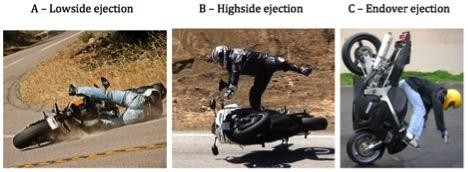 A – Lowside ejection
B – Highside ejection
C – Endover ejection